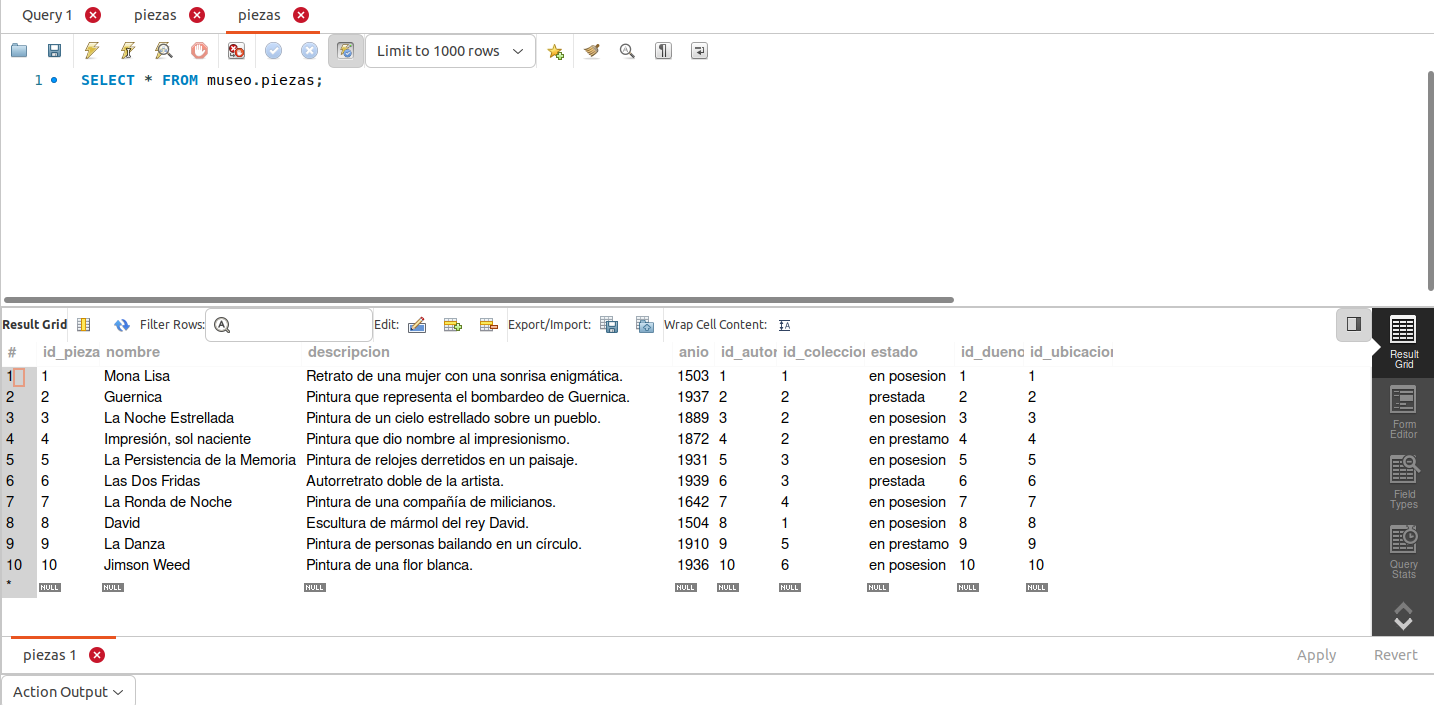 Query 1 piezas piezas
Limit to 1000 rows
1 SELECT * FROM museo.piezas;
Result Grid Filter Rows: Edit: Export/Import: Wrap Cell Content:
# id_pieza nombre descripcion anio id_autor id_coleccion estado id_dueno id_ubicacion
1 1 Mona Lisa Retrato de una mujer con una sonrisa enigmática. 1503 1 1 en posesion 1 1
2 2 Guernica Pintura que representa el bombardeo de Guernica. 1937 2 2 prestada 2 2
3 3 La Noche Estrellada Pintura de un cielo estrellado sobre un pueblo. 1889 3 2 en posesion 3 3
4 4 Impresión, sol naciente Pintura que dio nombre al impresionismo. 1872 4 2 en prestamo 4 4
5 5 La Persistencia de la Memoria Pintura de relojes derretidos en un paisaje. 1931 5 3 en posesion 5 5
6 6 Las Dos Fridas Autorretrato doble de la artista. 1939 6 3 prestada 6 6
7 7 La Ronda de Noche Pintura de una compañía de milicianos. 1642 7 4 en posesion 7 7
8 8 David Escultura de mármol del rey David. 1504 8 1 en posesion 8 8
9 9 La Danza Pintura de personas bailando en un círculo. 1910 9 5 en prestamo 9 9
10 10 Jimson Weed Pintura de una flor blanca. 1936 10 6 en posesion 10 10
* NULL NULL NULL NULL NULL NULL NULL NULL NULL
Result
Grid
Form
Editor
Field
Types
Query
Stats
piezas 1 Apply Revert
Action Output